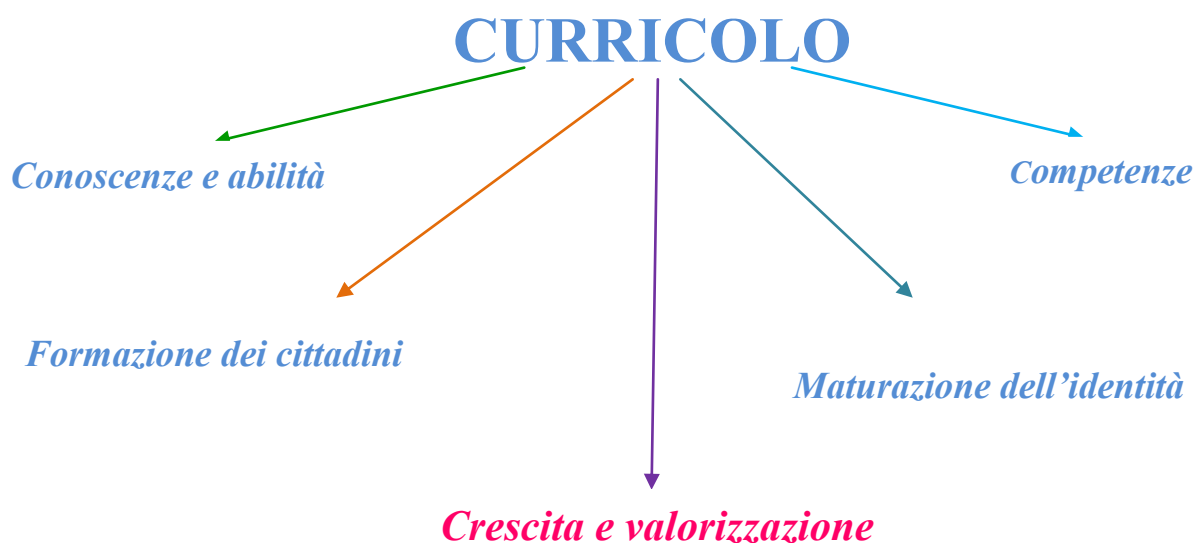 CURRICOLO
Conoscenze e abilità
Competenze
Formazione dei cittadini
Maturazione dell’identità
Crescita e valorizzazione